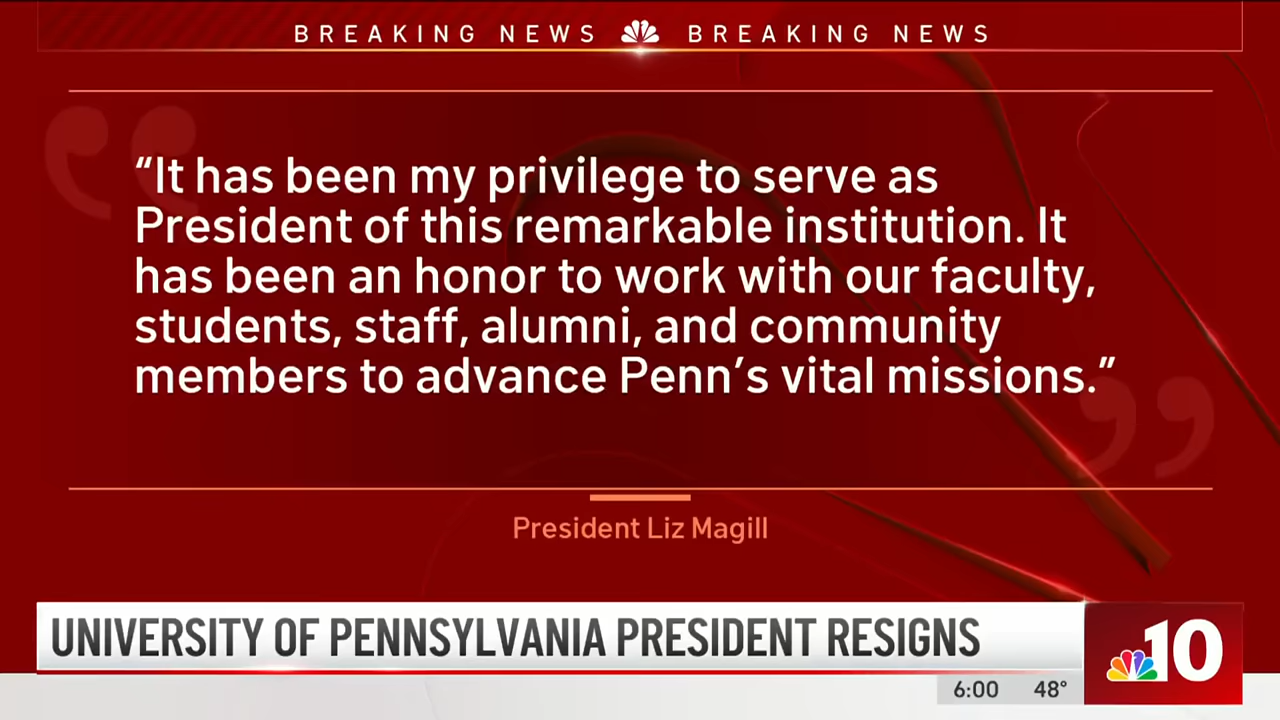 BREAKING NEWS BREAKING NEWS
“It has been my privilege to serve as
President of this remarkable institution. It
has been an honor to work with our faculty,
students, staff, alumni, and community
members to advance Penn’s vital missions.”
President Liz Magill
UNIVERSITY OF PENNSYLVANIA PRESIDENT RESIGNS
10
6:00 48°